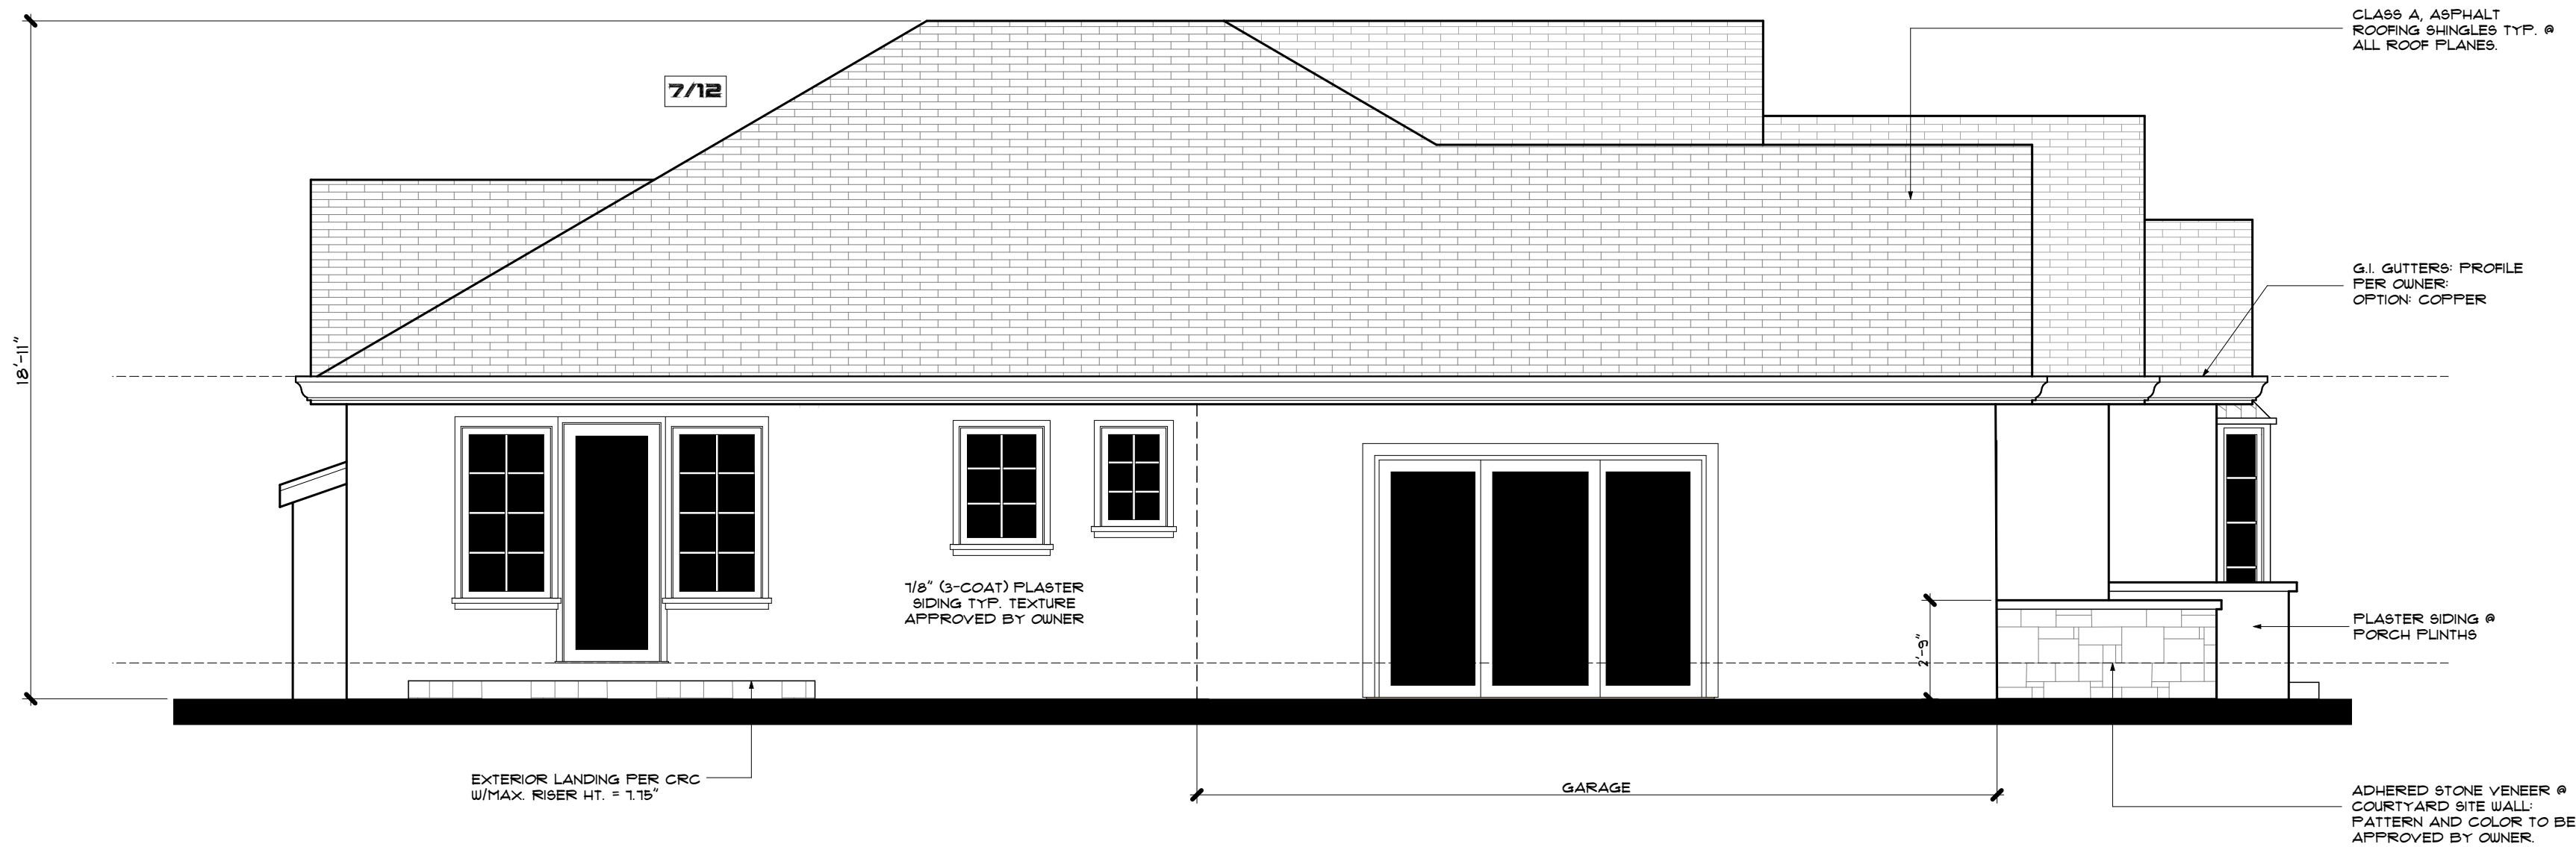 CLASS A, ASPHALT
ROOFING SHINGLES TYP. @
ALL ROOF PLANES.
7/12
G.I. GUTTERS: PROFILE
PER OWNER:
OPTION: COPPER
18'-11"
7/8" (3-COAT) PLASTER
SIDING TYP. TEXTURE
APPROVED BY OWNER
2'-9"
PLASTER SIDING @
PORCH PLINTHS
EXTERIOR LANDING PER CRC
W/MAX. RISER HT. = 7.75"
GARAGE
ADHERED STONE VENEER @
COURTYARD SITE WALL:
PATTERN AND COLOR TO BE
APPROVED BY OWNER.